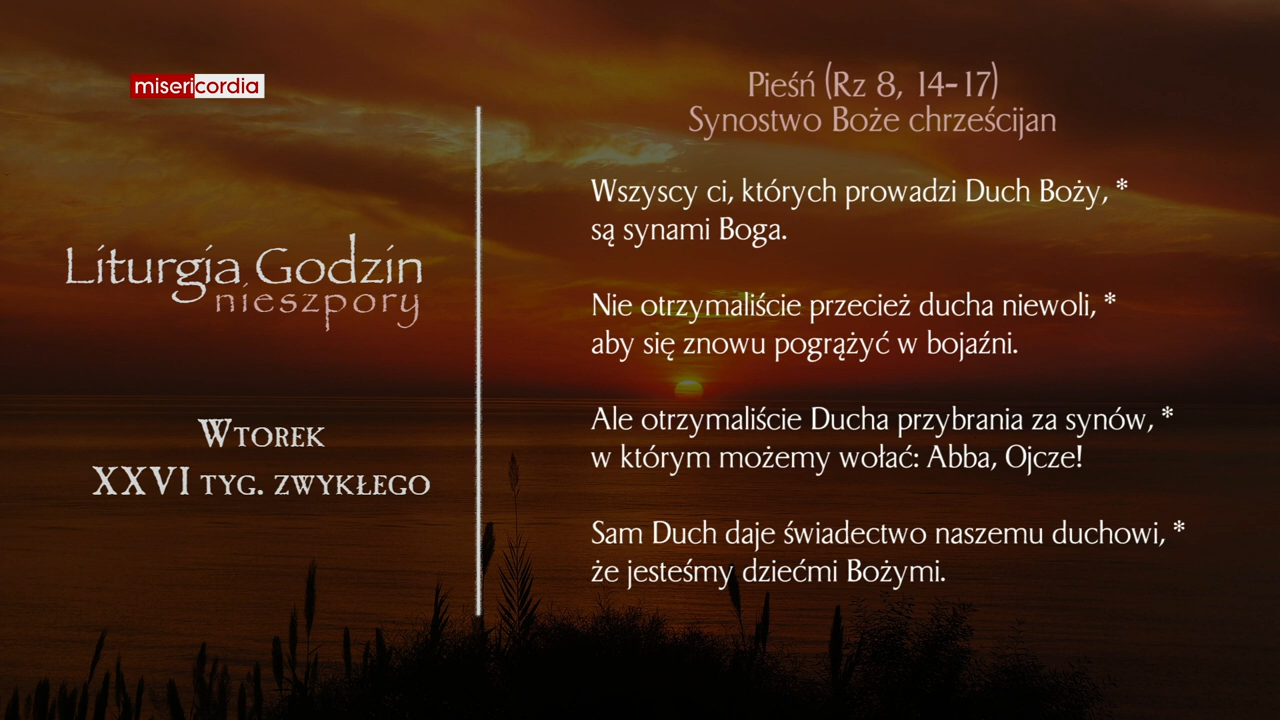 misericordia
Liturgia Godzin
nieszpory
Wtorek
XXVI tyg. zwykłego
Pieśń (Rz 8, 14-17)
Synostwo Boże chrześcijan
Wszyscy ci, których prowadzi Duch Boży, *
są synami Boga.
Nie otrzymaliście przecież ducha niewoli, *
aby się znowu pogrążyć w bojaźni.
Ale otrzymaliście Ducha przybrania za synów, *
w którym możemy wołać: Abba, Ojcze!
Sam Duch daje świadectwo naszemu duchowi, *
że jesteśmy dziećmi Bożymi.